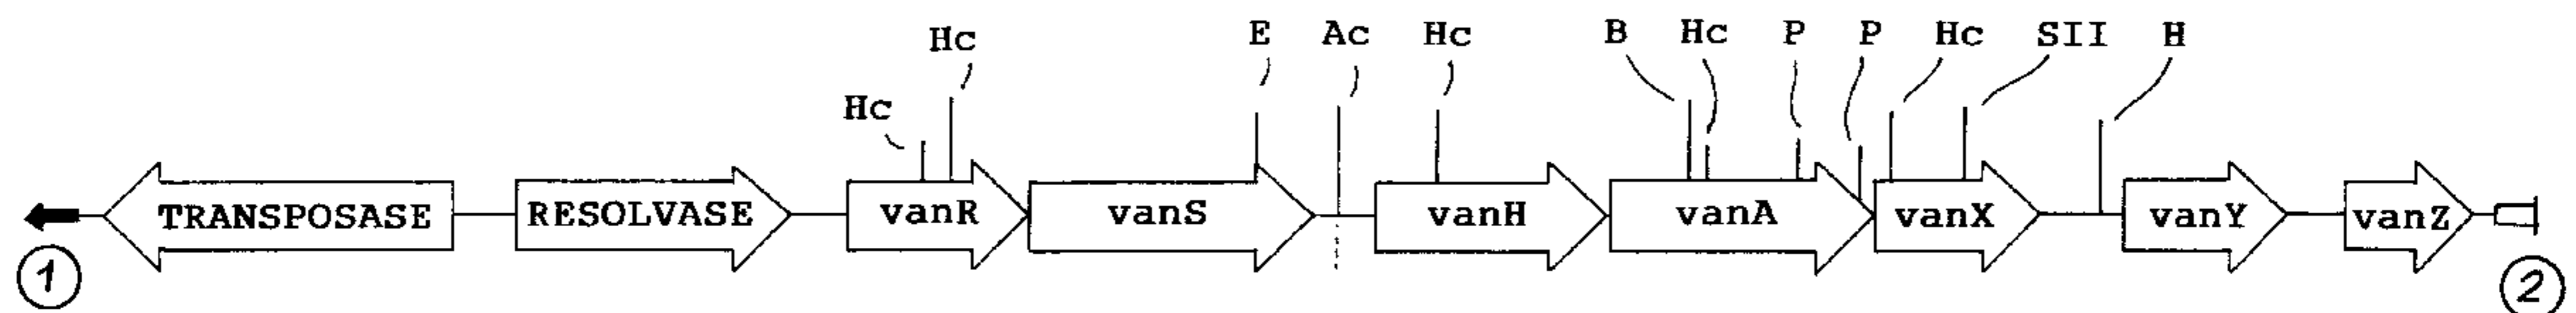 Hc Hc E Ac Hc B Hc P P Hc SII H
TRANSPOSASE RESOLVASE vanR vanS vanH vanA vanX vanY vanZ
1 2